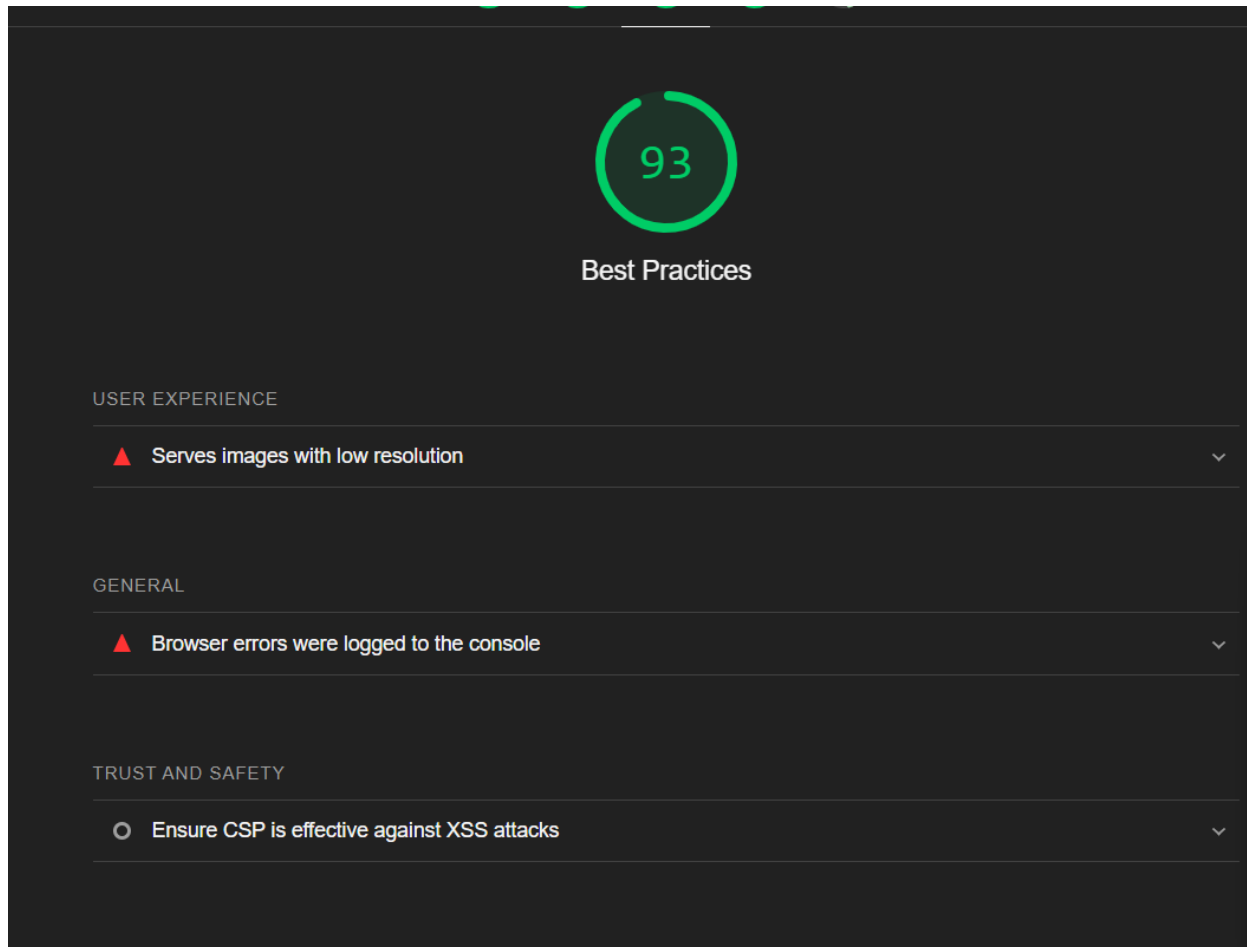 93
Best Practices
USER EXPERIENCE
Serves images with low resolution
GENERAL
Browser errors were logged to the console
TRUST AND SAFETY
Ensure CSP is effective against XSS attacks